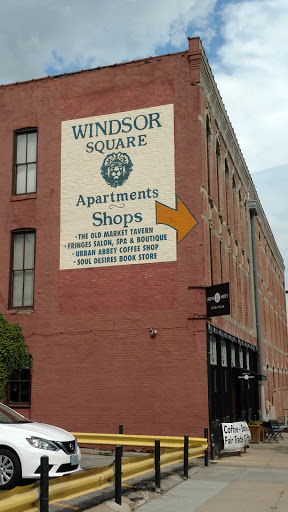 WINDSOR
SQUARE
Apartments
Shops
• THE OLD MARKET TAVERN
• FRINGES SALON, SPA & BOUTIQUE
• URBAN ABBEY COFFEE SHOP
• SOUL DESIRES BOOK STORE
Coffee
Fair Trade